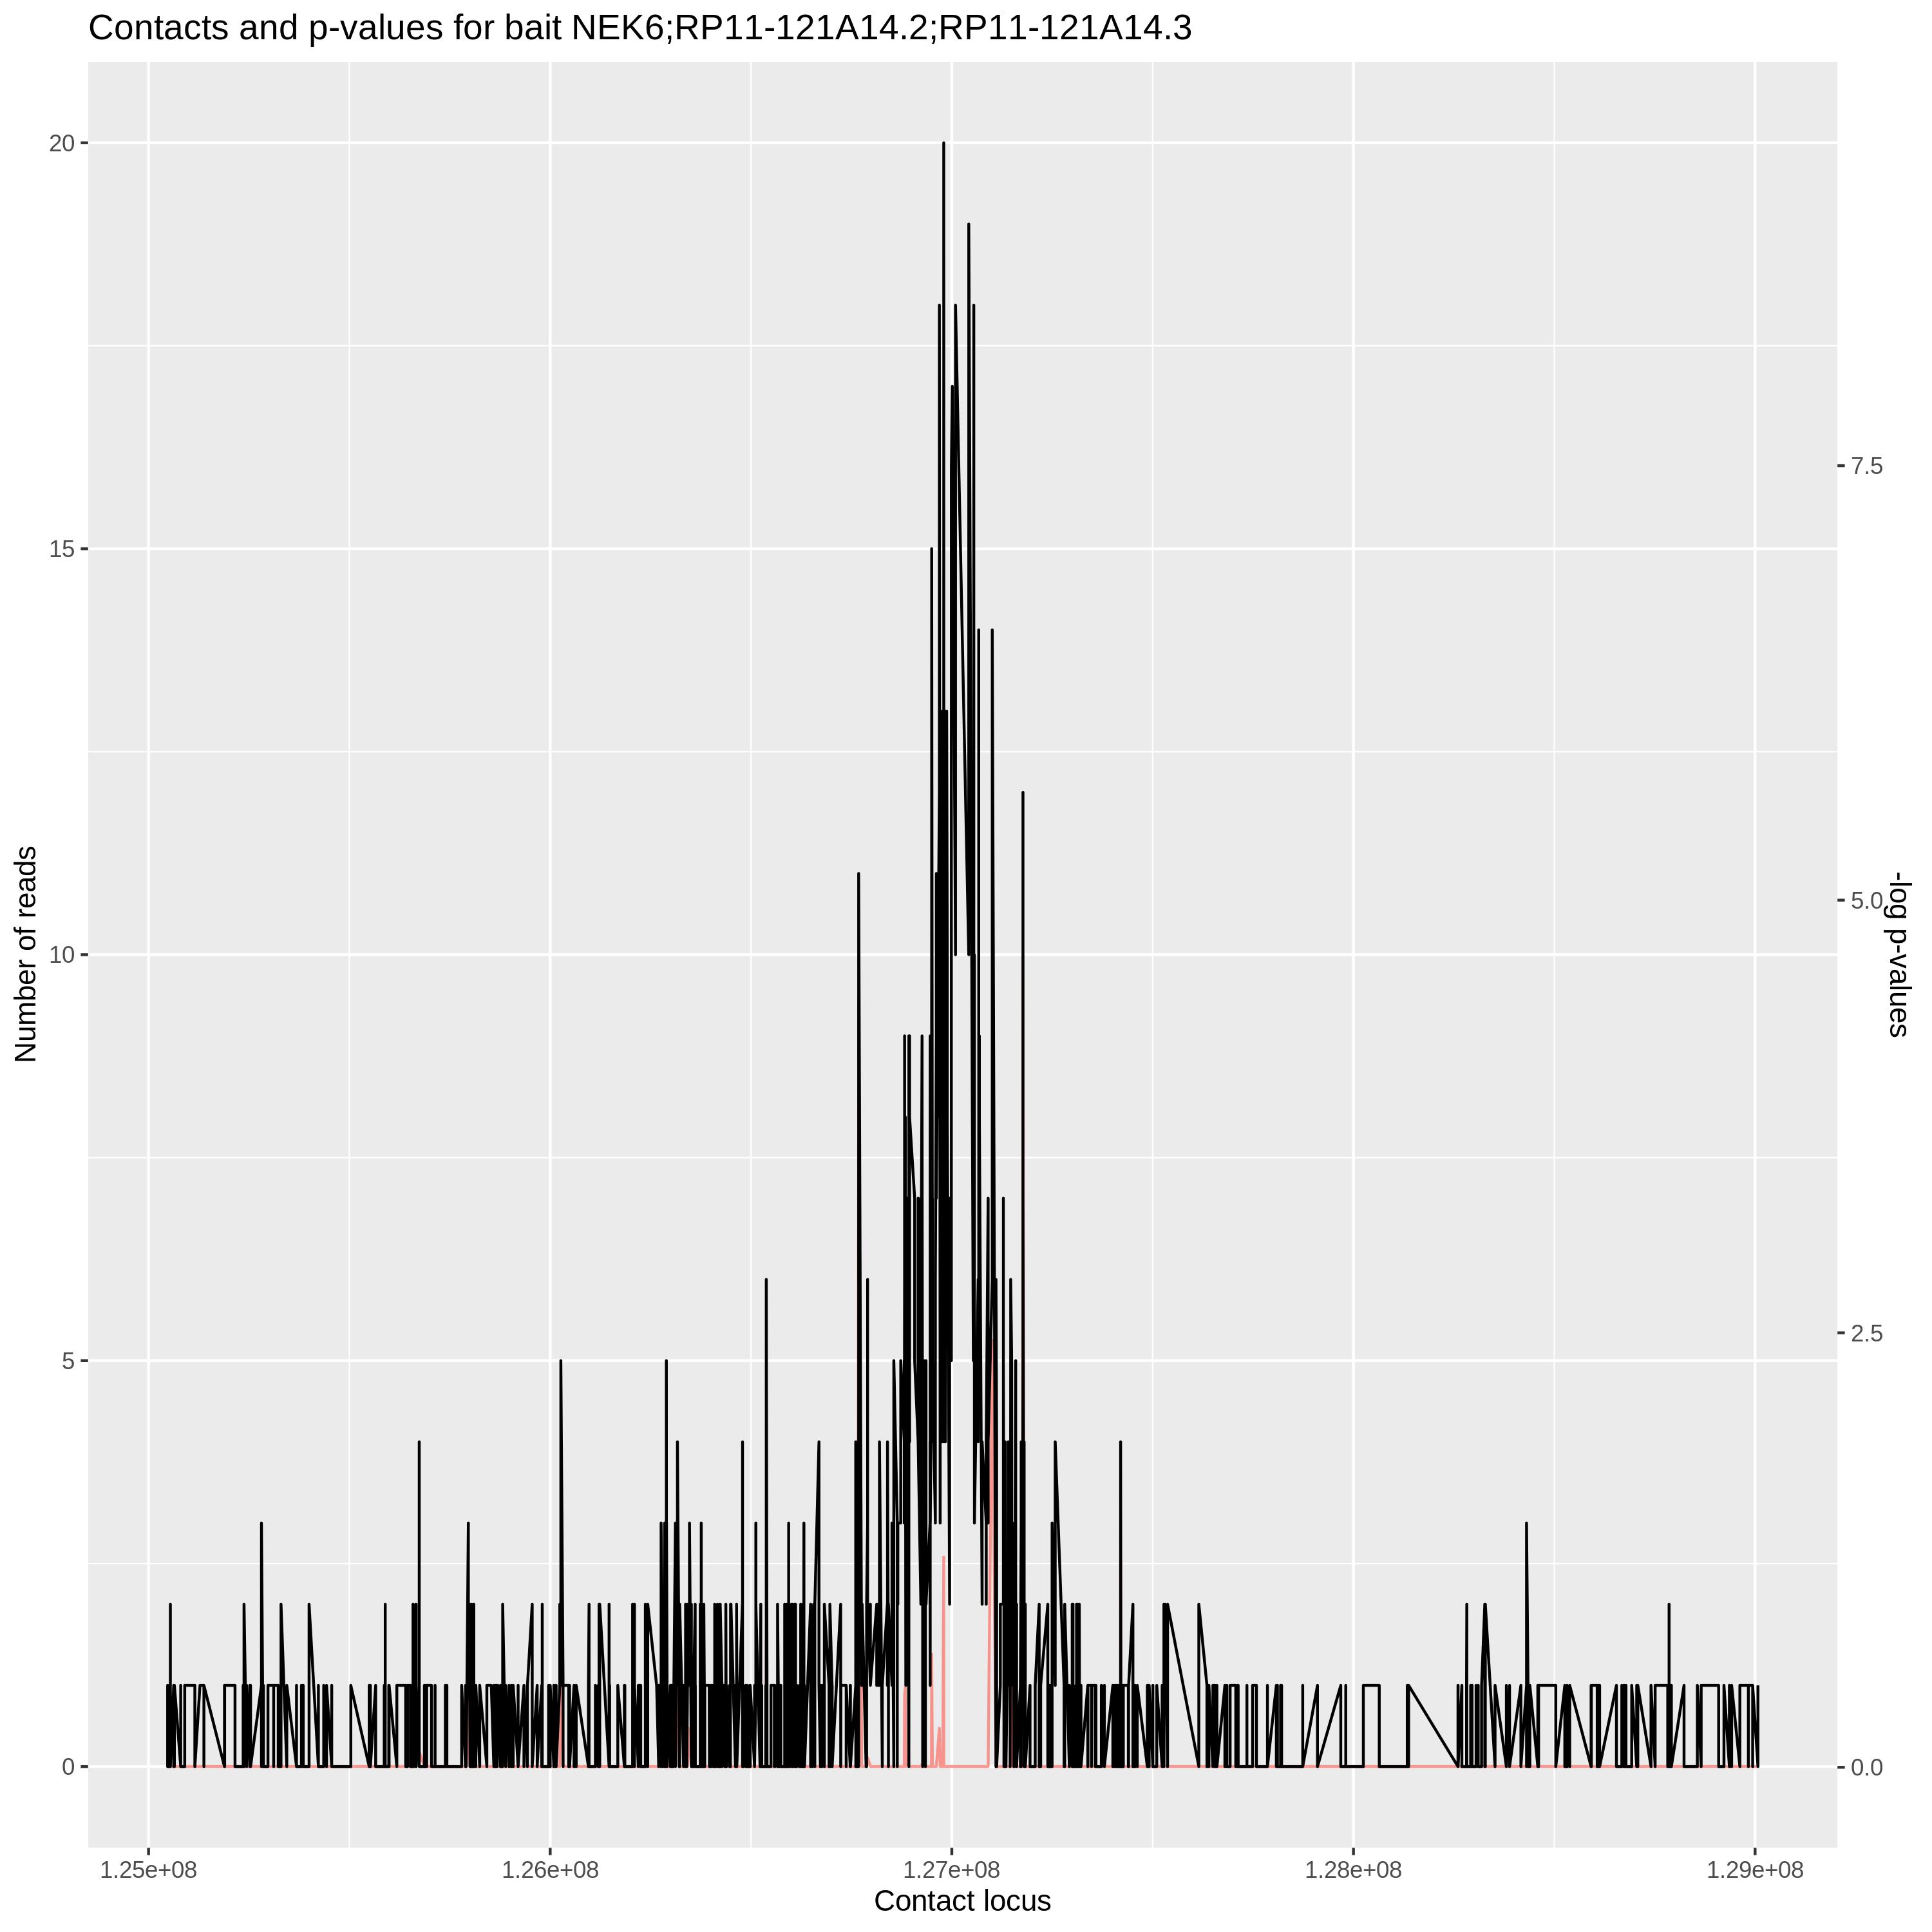 Contacts and p-values for bait NEK6;RP11-121A14.2;RP11-121A14.3
20
15
10
5
0
Number of reads
7.5
5.0
2.5
0.0
-log p-values
1.25e+08
1.26e+08
1.27e+08
1.28e+08
1.29e+08
Contact locus